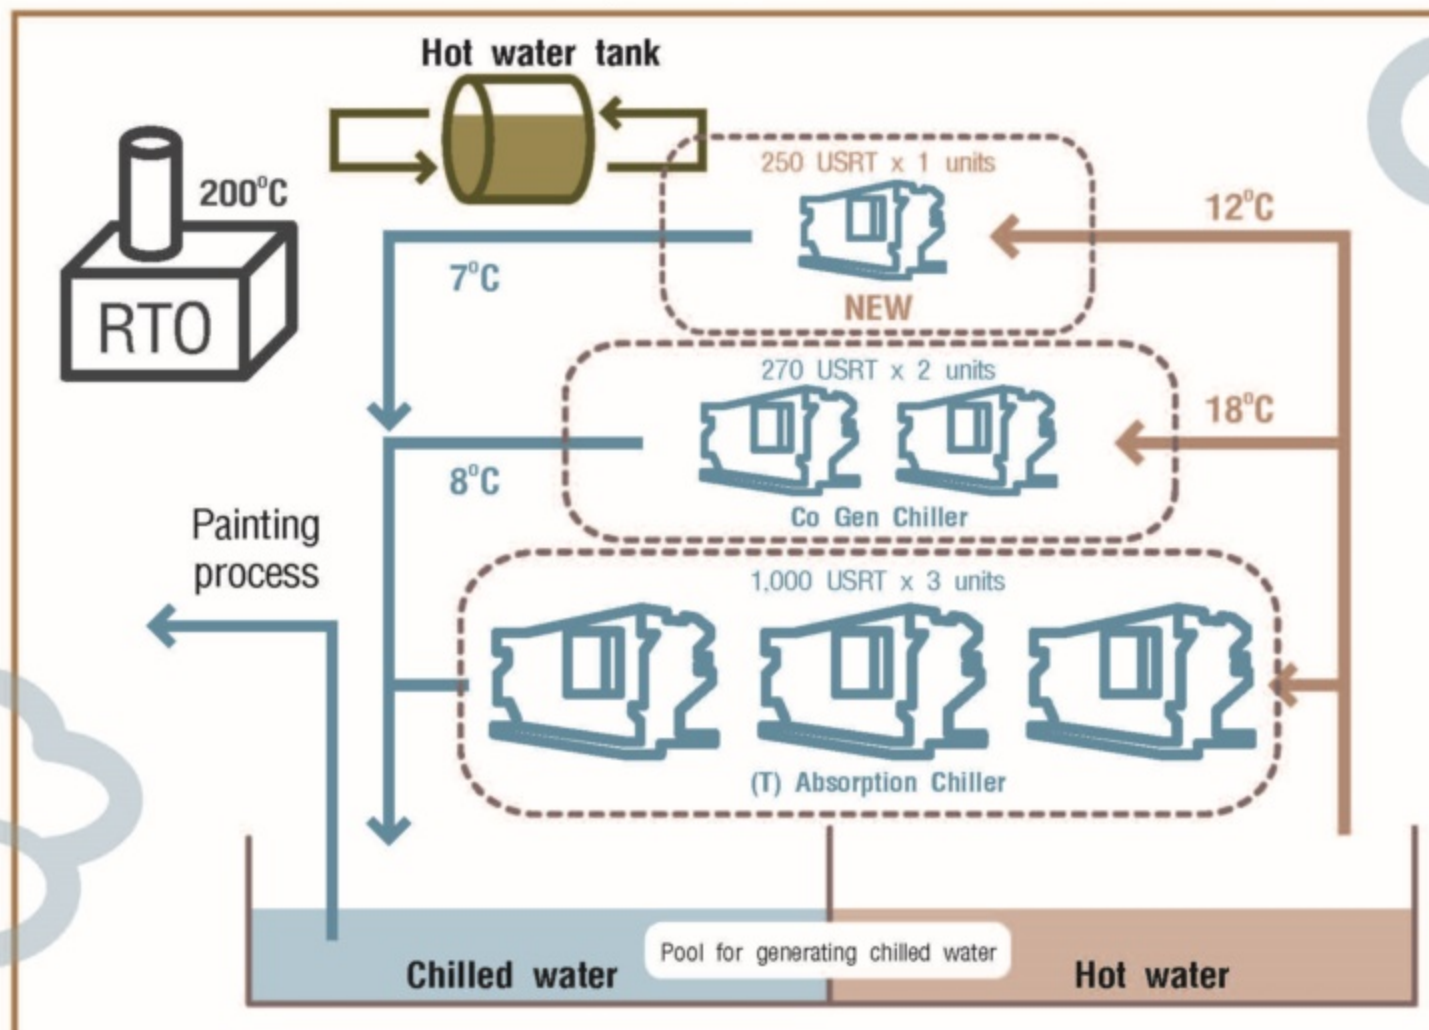 Hot water tank
200°C
RTO
250 USRT x 1 units
NEW
12°C
7°C
270 USRT x 2 units
Co Gen Chiller
18°C
8°C
Painting
process
1,000 USRT x 3 units
(T) Absorption Chiller
Pool for generating chilled water
Chilled water
Hot water